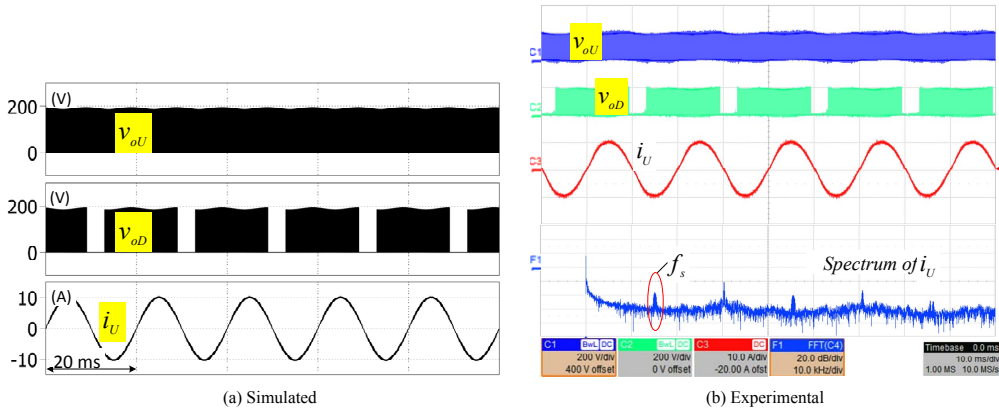 (V)
200
v_oU
0
(V)
200
v_oD
0
(A)
10
i_U
0
-10
20 ms
(a) Simulated
C1
v_oU
C2
v_oD
C3
i_U
f_s
Spectrum of i_U
F1
C1 BwL DC
200 V/div
400 V offset
C2 BwL DC
200 V/div
0 V offset
C3 DC
10.0 A/div
-20.00 A ofst
F1 FFT(C4)
20.0 dB/div
10.0 kHz/div
Timebase 0.0 ms
10.0 ms/div
1.00 MS 10.0 MS/s
(b) Experimental